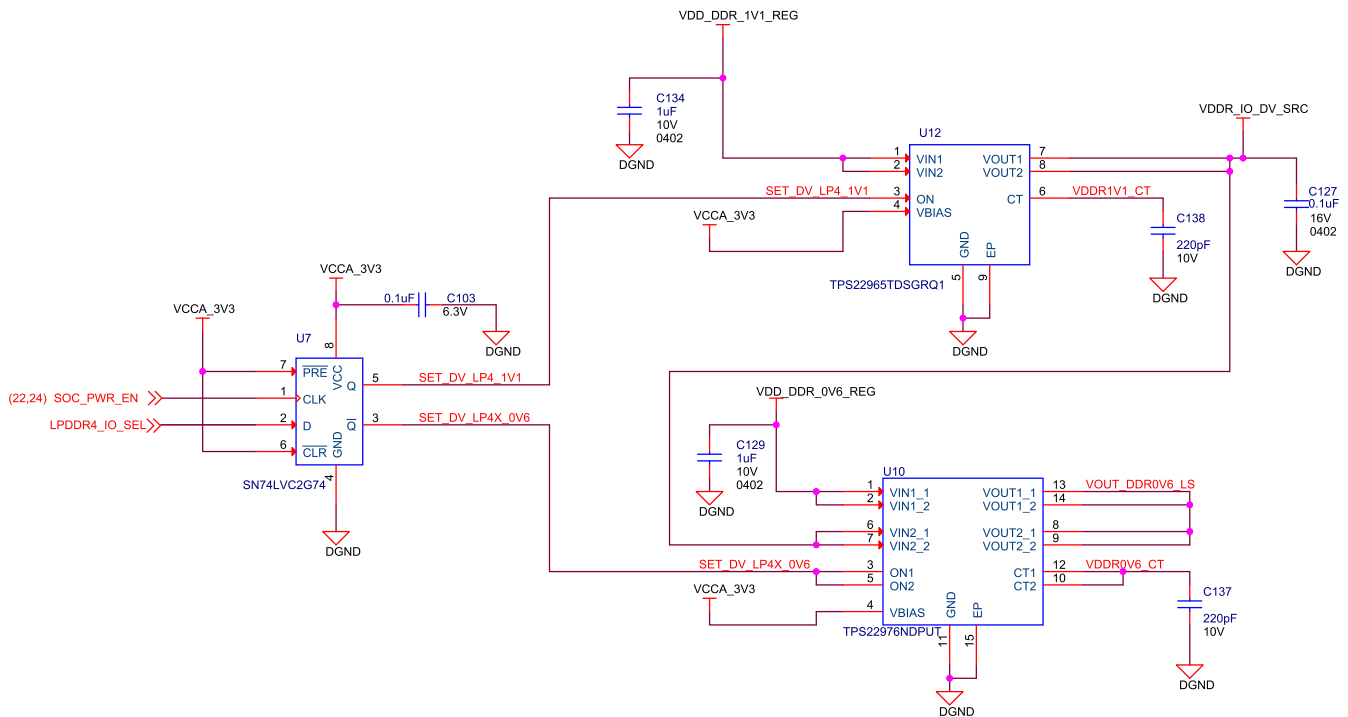 VDD_DDR_1V1_REG
C134
1uF
10V
0402
DGND
VDDR_IO_DV_SRC
U12
1 VIN1 VOUT1 7
2 VIN2 VOUT2 8
SET_DV_LP4_1V1 3 ON CT 6 VDDR1V1_CT
4 VBIAS
VCCA_3V3
GND EP
5 9
TPS22965TDSGRQ1
DGND
C138
220pF
10V
DGND
C127
0.1uF
16V
0402
DGND
VCCA_3V3
0.1uF C103
6.3V
DGND
VCCA_3V3
U7
8
7 PRE VCC Q 5 SET_DV_LP4_1V1
(22,24) SOC_PWR_EN 1 CLK
LPDDR4_IO_SEL 2 D Q 3 SET_DV_LP4X_0V6
6 CLR GND
4
SN74LVC2G74
DGND
VDD_DDR_0V6_REG
C129
1uF
10V
0402
DGND
U10
1 VIN1_1 VOUT1_1 13 VOUT_DDR0V6_LS
2 VIN1_2 VOUT1_2 14
6 VIN2_1 VOUT2_1 8
7 VIN2_2 VOUT2_2 9
SET_DV_LP4X_0V6 3 ON1 CT1 12 VDDR0V6_CT
5 ON2 CT2 10
VCCA_3V3
4 VBIAS GND EP
TPS22976NDPUT
11 15
DGND
C137
220pF
10V
DGND